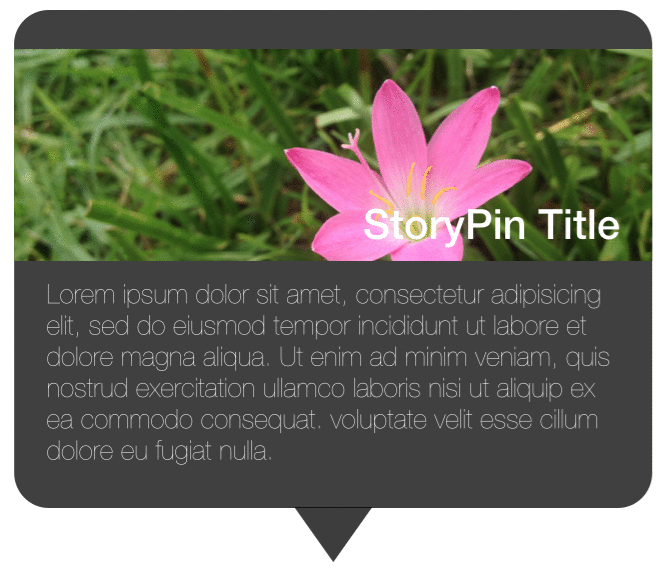 StoryPin Title
Lorem ipsum dolor sit amet, consectetur adipisicing
elit, sed do eiusmod tempor incididunt ut labore et
dolore magna aliqua. Ut enim ad minim veniam, quis
nostrud exercitation ullamco laboris nisi ut aliquip ex
ea commodo consequat. voluptate velit esse cillum
dolore eu fugiat nulla.